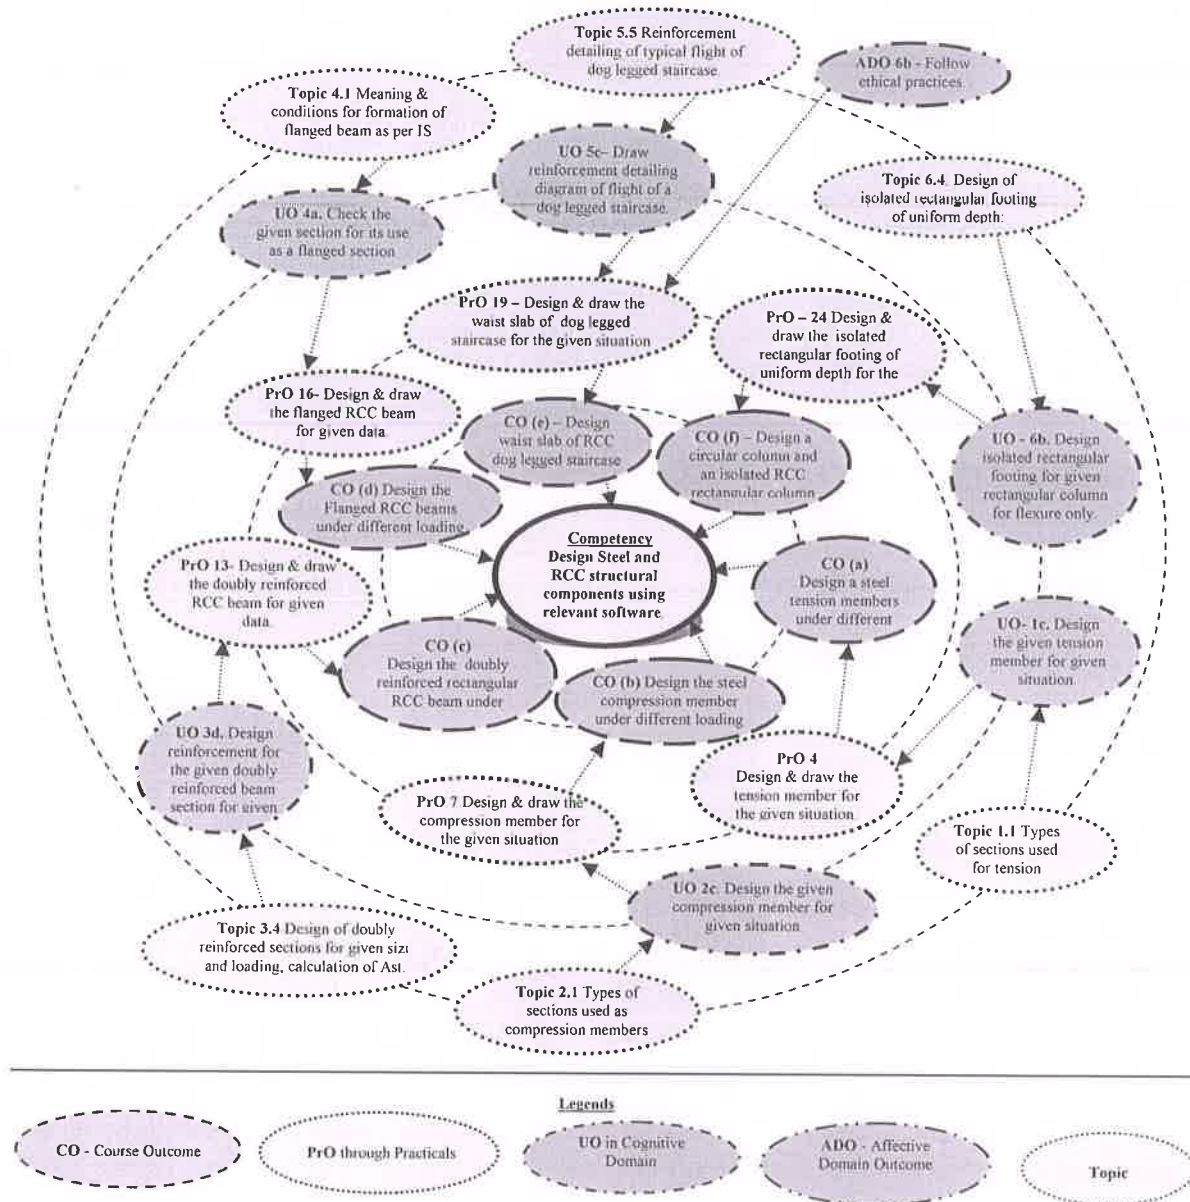 Topic 5.5 Reinforcement
detailing of typical flight of
dog legged staircase.
ADO 6b - Follow
ethical practices.
Topic 4.1 Meaning &
conditions for formation of
flanged beam as per IS
UO 5c– Draw
reinforcement detailing
diagram of flight of a
dog legged staircase.
Topic 6.4. Design of
isolated rectangular footing
of uniform depth:
UO 4a. Check the
given section for its use
as a flanged section
PrO 19 – Design & draw the
waist slab of dog legged
staircase for the given situation
PrO – 24 Design &
draw the isolated
rectangular footing of
uniform depth for the
PrO 16- Design & draw
the flanged RCC beam
for given data.
CO (e) – Design
waist slab of RCC
dog legged staircase
CO (f) – Design a
circular column and
an isolated RCC
rectangular column
UO - 6b. Design
isolated rectangular
footing for given
rectangular column
for flexure only.
CO (d) Design the
Flanged RCC beams
under different loading.
Competency
Design Steel and
RCC structural
components using
relevant software
PrO 13- Design & draw
the doubly reinforced
RCC beam for given
data.
CO (a)
Design a steel
tension members
under different
CO (c)
Design the doubly
reinforced rectangular
RCC beam under
CO (b) Design the steel
compression member
under different loading
UO- 1c. Design
the given tension
member for given
situation.
UO 3d. Design
reinforcement for
the given doubly
reinforced beam
section for given
PrO 7 Design & draw the
compression member for
the given situation
PrO 4
Design & draw the
tension member for
the given situation.
Topic 1.1 Types
of sections used
for tension
UO 2c. Design the given
compression member for
given situation
Topic 3.4 Design of doubly
reinforced sections for given size
and loading, calculation of Ast.
Topic 2.1 Types of
sections used as
compression members
Legends
CO - Course Outcome
PrO through Practicals
UO in Cognitive
Domain
ADO - Affective
Domain Outcome
Topic